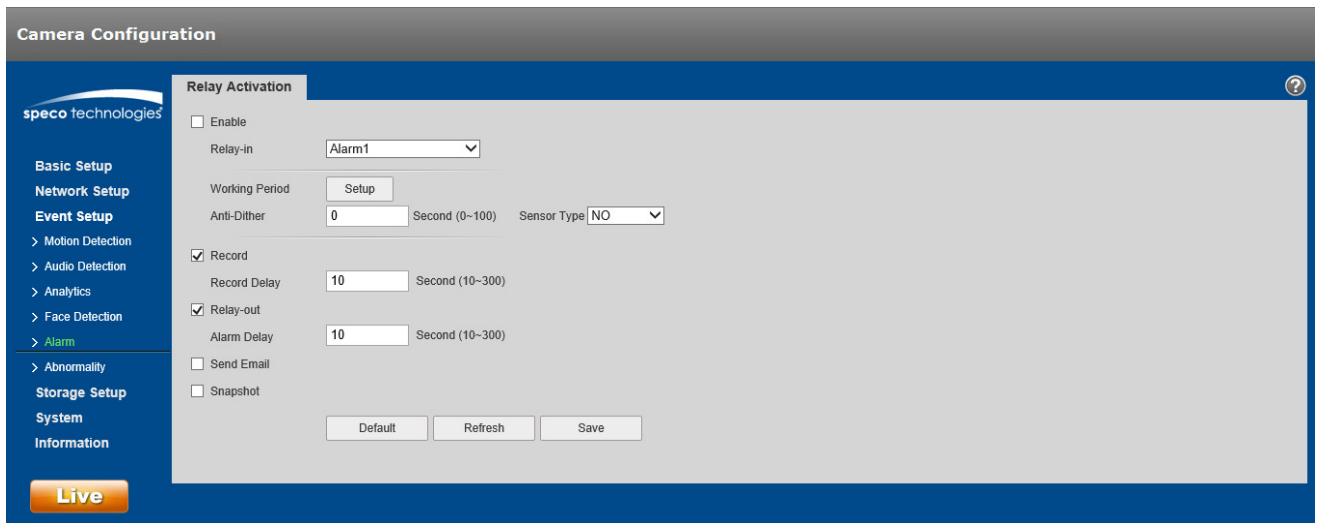 Camera Configuration
speco technologies
Basic Setup
Network Setup
Event Setup
> Motion Detection
> Audio Detection
> Analytics
> Face Detection
> Alarm
> Abnormality
Storage Setup
System
Information
Live
Relay Activation
?
Enable
Relay-in Alarm1
Working Period Setup
Anti-Dither 0 Second (0~100) Sensor Type NO
Record
Record Delay 10 Second (10~300)
Relay-out
Alarm Delay 10 Second (10~300)
Send Email
Snapshot
Default Refresh Save